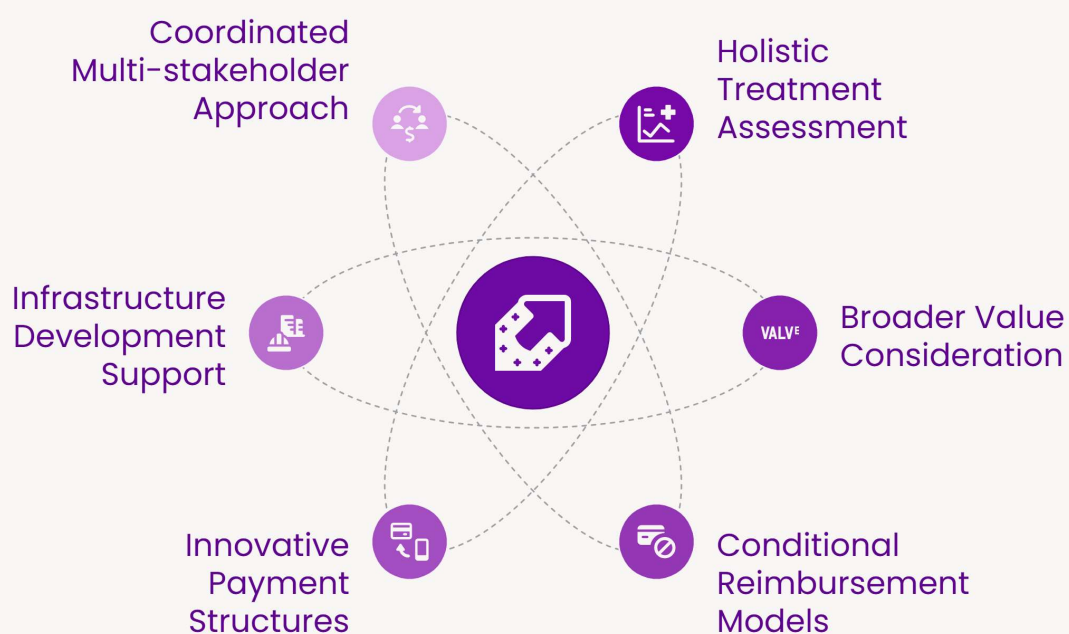 Coordinated
Multi-stakeholder
Approach
Holistic
Treatment
Assessment
Infrastructure
Development
Support
VALVE
Broader Value
Consideration
Innovative
Payment
Structures
Conditional
Reimbursement
Models